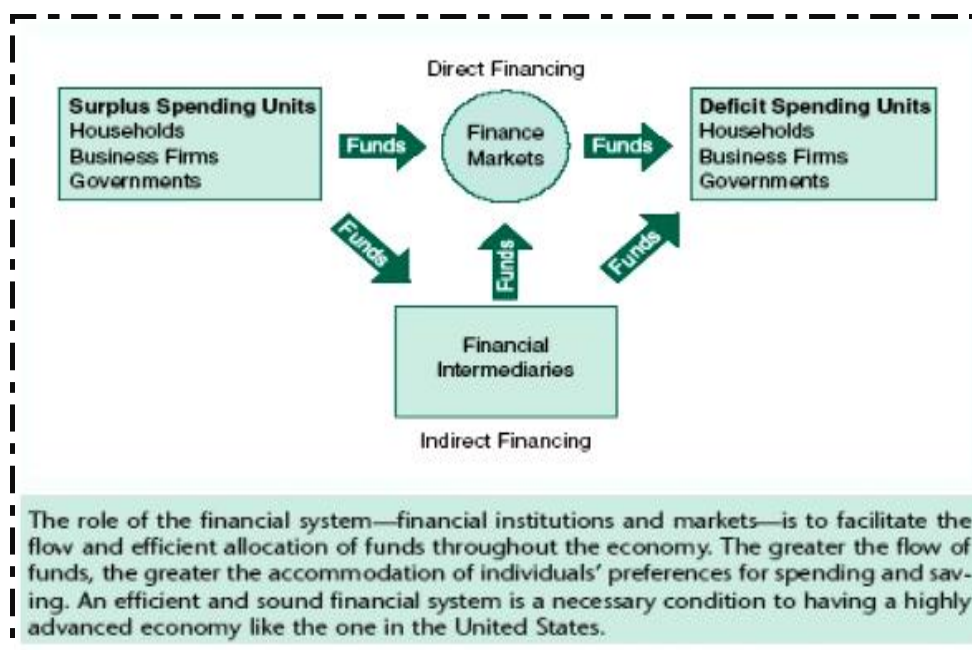 Direct Financing
Surplus Spending Units
Households
Business Firms
Governments
Funds
Finance
Markets
Funds
Deficit Spending Units
Households
Business Firms
Governments
Funds
Funds
Funds
Financial
Intermediaries
Indirect Financing
The role of the financial system—financial institutions and markets—is to facilitate the
flow and efficient allocation of funds throughout the economy. The greater the flow of
funds, the greater the accommodation of individuals' preferences for spending and sav-
ing. An efficient and sound financial system is a necessary condition to having a highly
advanced economy like the one in the United States.